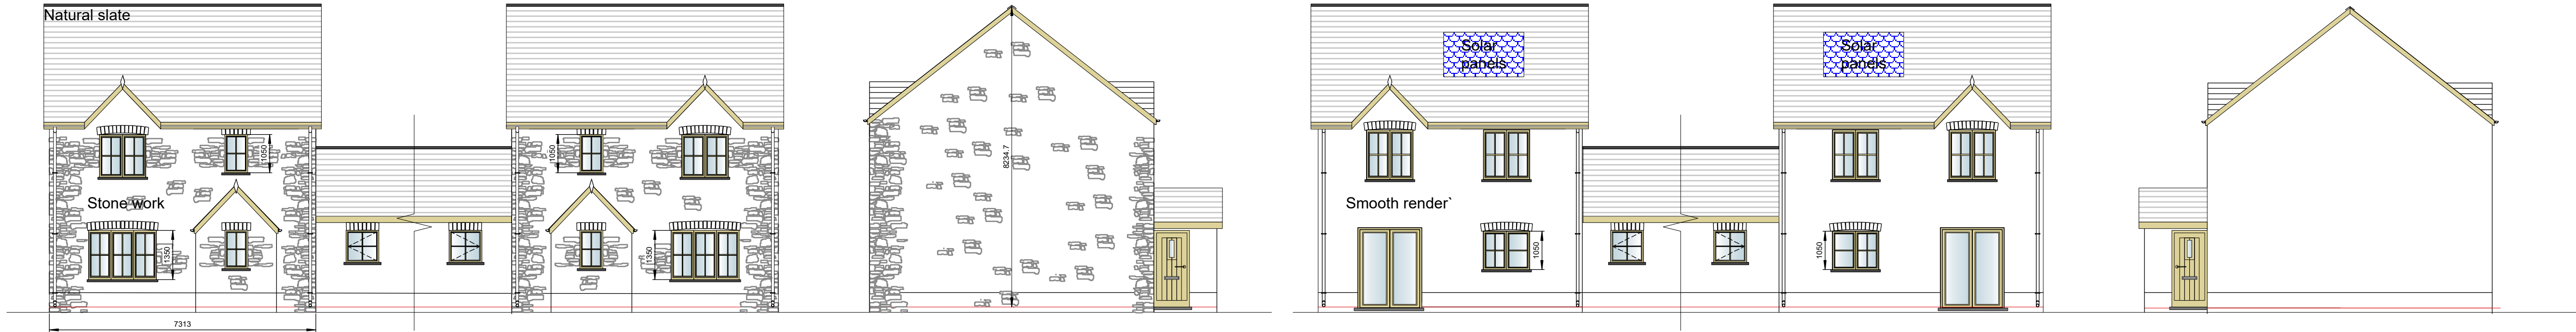 Natural slate
Solar
panels
Solar
panels
1050
1050
8234.7
Stone work
Smooth render`
1350
1350
1050
1050
7313